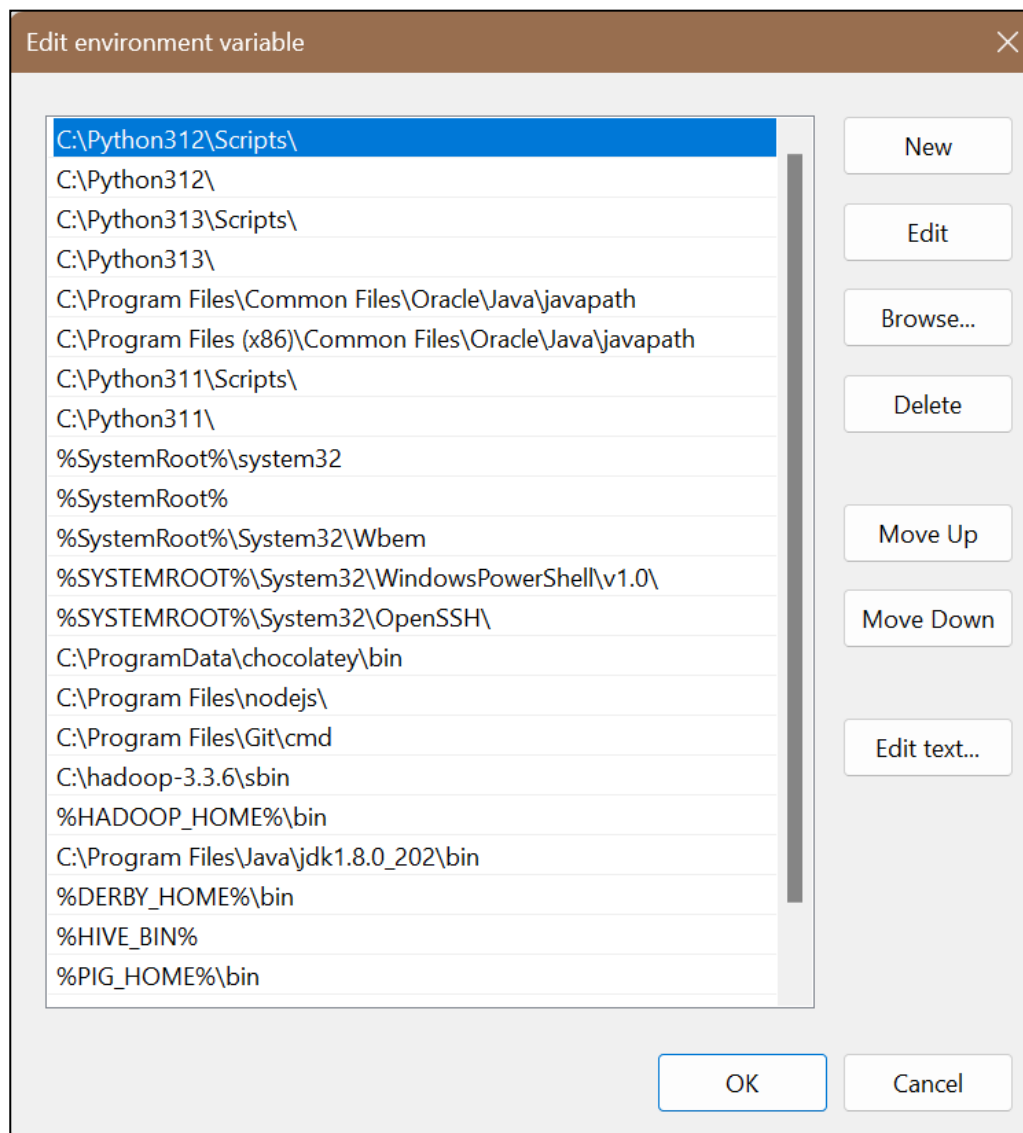 Edit environment variable
C:\Python312\Scripts\
C:\Python312\
C:\Python313\Scripts\
C:\Python313\
C:\Program Files\Common Files\Oracle\Java\javapath
C:\Program Files (x86)\Common Files\Oracle\Java\javapath
C:\Python311\Scripts\
C:\Python311\
%SystemRoot%\system32
%SystemRoot%
%SystemRoot%\System32\Wbem
%SYSTEMROOT%\System32\WindowsPowerShell\v1.0\
%SYSTEMROOT%\System32\OpenSSH\
C:\ProgramData\chocolatey\bin
C:\Program Files\nodejs\
C:\Program Files\Git\cmd
C:\hadoop-3.3.6\sbin
%HADOOP_HOME%\bin
C:\Program Files\Java\jdk1.8.0_202\bin
%DERBY_HOME%\bin
%HIVE_BIN%
%PIG_HOME%\bin
New
Edit
Browse...
Delete
Move Up
Move Down
Edit text...
OK
Cancel